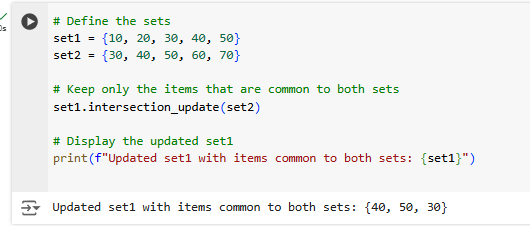 # Define the sets
set1 = {10, 20, 30, 40, 50}
set2 = {30, 40, 50, 60, 70}
# Keep only the items that are common to both sets
set1.intersection_update(set2)
# Display the updated set1
print(f"Updated set1 with items common to both sets: {set1}")
Updated set1 with items common to both sets: {40, 50, 30}